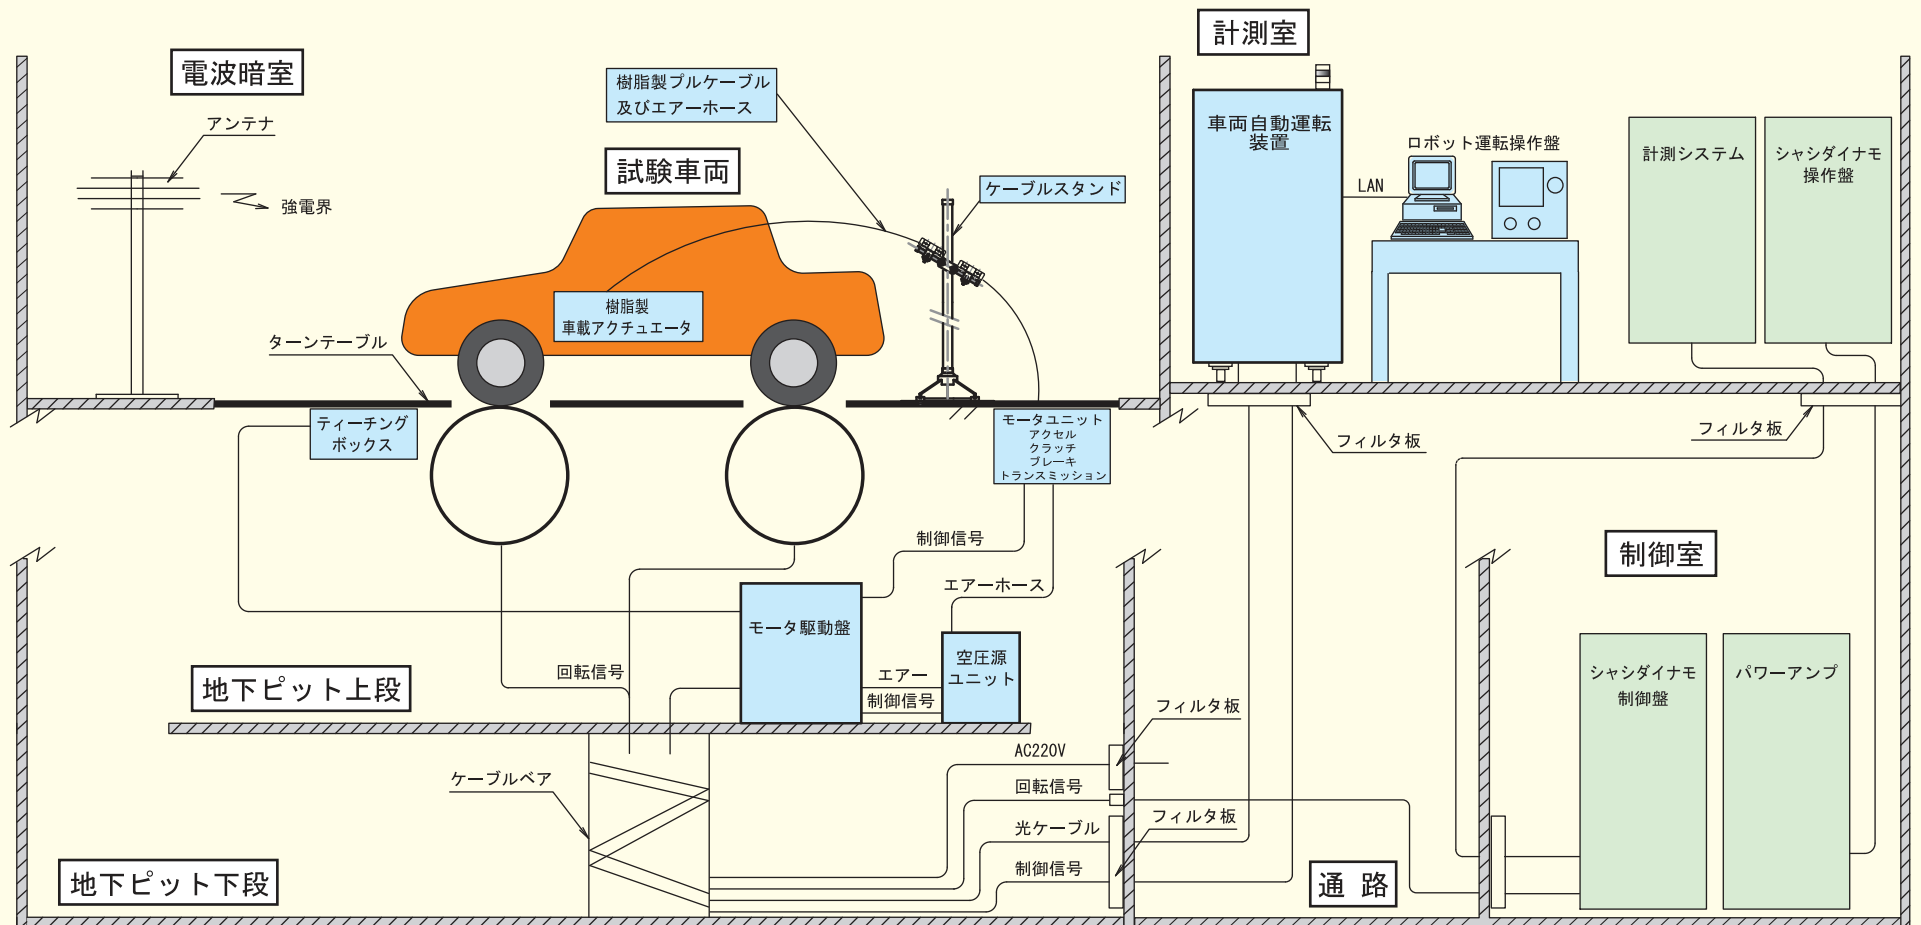 計測室
電波暗室
樹脂製プルケーブル
及びエアーホース
アンテナ
車両自動運転
装置
ロボット運転操作盤
計測システム
シャシダイナモ
操作盤
試験車両
ケーブルスタンド
LAN
強電界
樹脂製
車載アクチュエータ
ターンテーブル
ティーチング
ボックス
モータユニット
アクセル
クラッチ
ブレーキ
トランスミッション
フィルタ板
フィルタ板
制御信号
制御室
エアーホース
モータ駆動盤
空圧源
ユニット
回転信号
エアー
制御信号
シャシダイナモ
制御盤
パワーアンプ
地下ピット上段
フィルタ板
AC220V
ケーブルベア
回転信号
フィルタ板
光ケーブル
制御信号
地下ピット下段
通 路